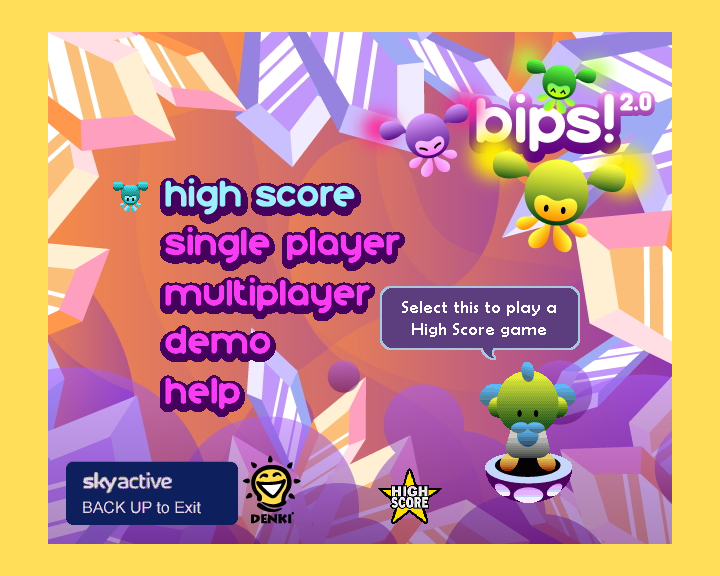 bips! 2.0
high score
single player
multiplayer
demo
help
Select this to play a
High Score game
skyactive
BACK UP to Exit
DENKI
HIGH
SCORE